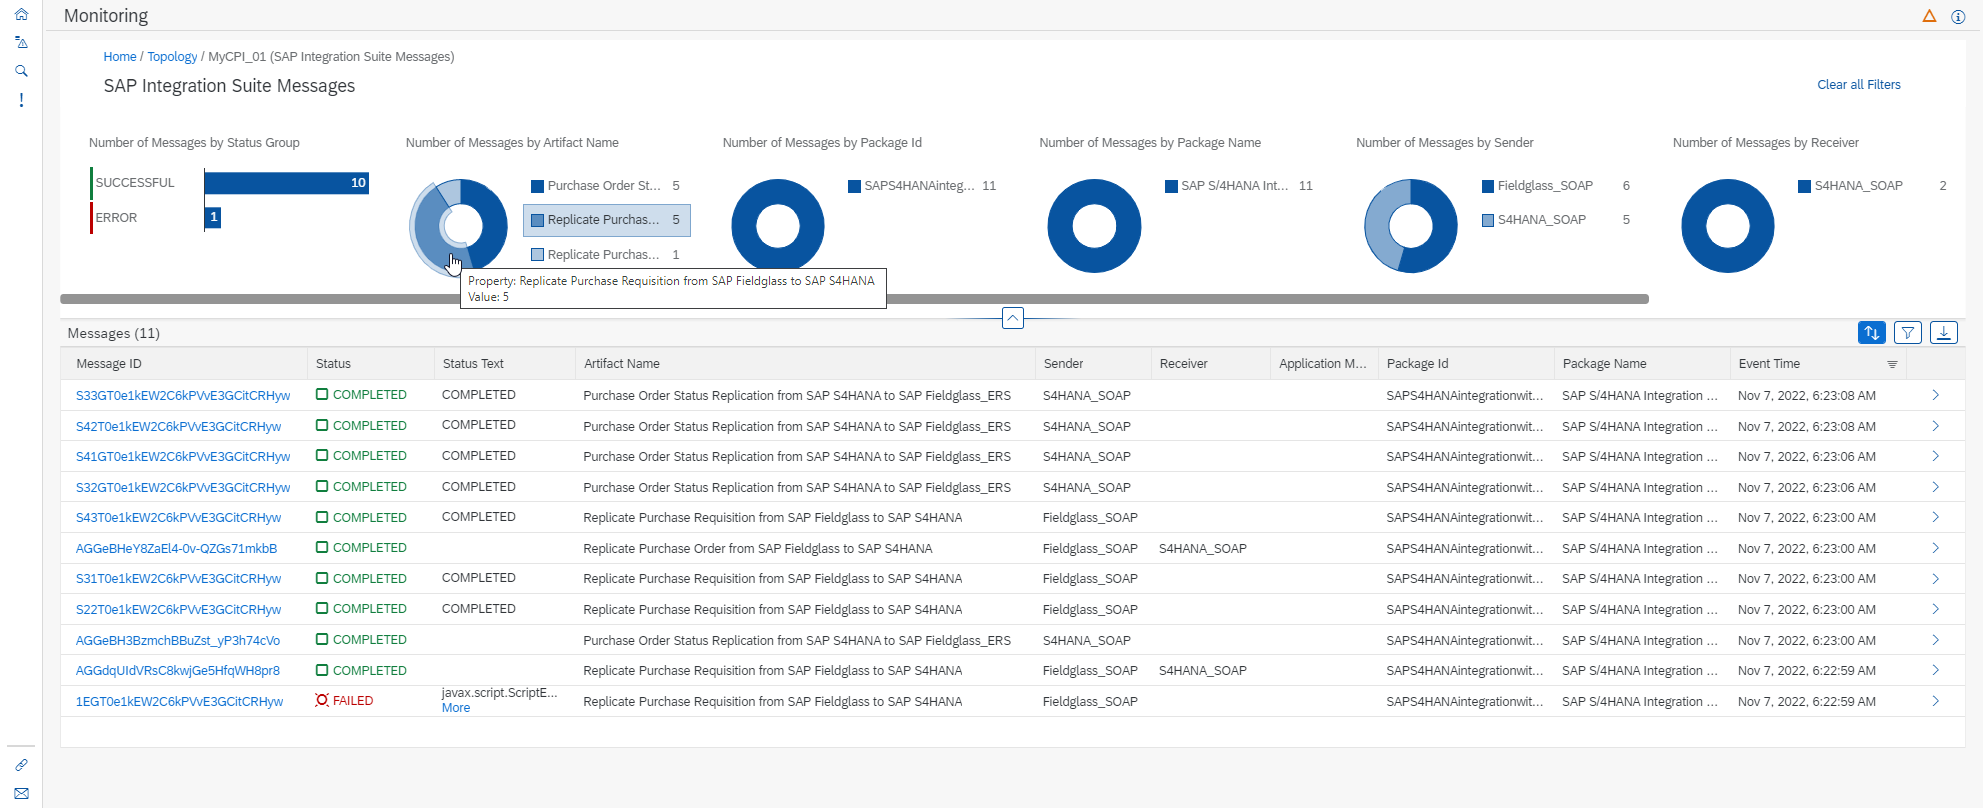 Monitoring
Home / Topology / MyCPI_01 (SAP Integration Suite Messages)
SAP Integration Suite Messages
Clear all Filters
Number of Messages by Status Group
SUCCESSFUL 10
ERROR 1
Number of Messages by Artifact Name
Purchase Order St... 5
Replicate Purchas... 5
Replicate Purchas... 1
Number of Messages by Package Id
SAPS4HANAinteg... 11
Number of Messages by Package Name
SAP S/4HANA Int... 11
Number of Messages by Sender
Fieldglass_SOAP 6
S4HANA_SOAP 5
Number of Messages by Receiver
S4HANA_SOAP 2
Property: Replicate Purchase Requisition from SAP Fieldglass to SAP S4HANA
Value: 5
Messages (11)
Message ID Status Status Text Artifact Name Sender Receiver Application M... Package Id Package Name Event Time
S33GT0e1kEW2C6kPVvE3GCitCRHyw COMPLETED COMPLETED Purchase Order Status Replication from SAP S4HANA to SAP Fieldglass_ERS S4HANA_SOAP SAPS4HANAintegrationwit... SAP S/4HANA Integration ... Nov 7, 2022, 6:23:08 AM
S42T0e1kEW2C6kPVvE3GCitCRHyw COMPLETED COMPLETED Purchase Order Status Replication from SAP S4HANA to SAP Fieldglass_ERS S4HANA_SOAP SAPS4HANAintegrationwit... SAP S/4HANA Integration ... Nov 7, 2022, 6:23:08 AM
S41GT0e1kEW2C6kPVvE3GCitCRHyw COMPLETED COMPLETED Purchase Order Status Replication from SAP S4HANA to SAP Fieldglass_ERS S4HANA_SOAP SAPS4HANAintegrationwit... SAP S/4HANA Integration ... Nov 7, 2022, 6:23:06 AM
S32GT0e1kEW2C6kPVvE3GCitCRHyw COMPLETED COMPLETED Purchase Order Status Replication from SAP S4HANA to SAP Fieldglass_ERS S4HANA_SOAP SAPS4HANAintegrationwit... SAP S/4HANA Integration ... Nov 7, 2022, 6:23:06 AM
S43T0e1kEW2C6kPVvE3GCitCRHyw COMPLETED COMPLETED Replicate Purchase Requisition from SAP Fieldglass to SAP S4HANA Fieldglass_SOAP SAPS4HANAintegrationwit... SAP S/4HANA Integration ... Nov 7, 2022, 6:23:00 AM
AGGeBHeY8ZaEl4-0v-QZGs71mkbB COMPLETED Replicate Purchase Order from SAP Fieldglass to SAP S4HANA Fieldglass_SOAP S4HANA_SOAP SAPS4HANAintegrationwit... SAP S/4HANA Integration ... Nov 7, 2022, 6:23:00 AM
S31T0e1kEW2C6kPVvE3GCitCRHyw COMPLETED COMPLETED Replicate Purchase Requisition from SAP Fieldglass to SAP S4HANA Fieldglass_SOAP SAPS4HANAintegrationwit... SAP S/4HANA Integration ... Nov 7, 2022, 6:23:00 AM
S22T0e1kEW2C6kPVvE3GCitCRHyw COMPLETED COMPLETED Replicate Purchase Requisition from SAP Fieldglass to SAP S4HANA Fieldglass_SOAP SAPS4HANAintegrationwit... SAP S/4HANA Integration ... Nov 7, 2022, 6:23:00 AM
AGGeBH3BzmchBBuZst_yP3h74cVo COMPLETED Purchase Order Status Replication from SAP S4HANA to SAP Fieldglass_ERS S4HANA_SOAP SAPS4HANAintegrationwit... SAP S/4HANA Integration ... Nov 7, 2022, 6:23:00 AM
AGGdqUIdVRsC8kwjGe5HfqWH8pr8 COMPLETED Replicate Purchase Requisition from SAP Fieldglass to SAP S4HANA Fieldglass_SOAP S4HANA_SOAP SAPS4HANAintegrationwit... SAP S/4HANA Integration ... Nov 7, 2022, 6:22:59 AM
1EGT0e1kEW2C6kPVvE3GCitCRHyw FAILED javax.script.ScriptE... Replicate Purchase Requisition from SAP Fieldglass to SAP S4HANA Fieldglass_SOAP SAPS4HANAintegrationwit... SAP S/4HANA Integration ... Nov 7, 2022, 6:22:59 AM
More